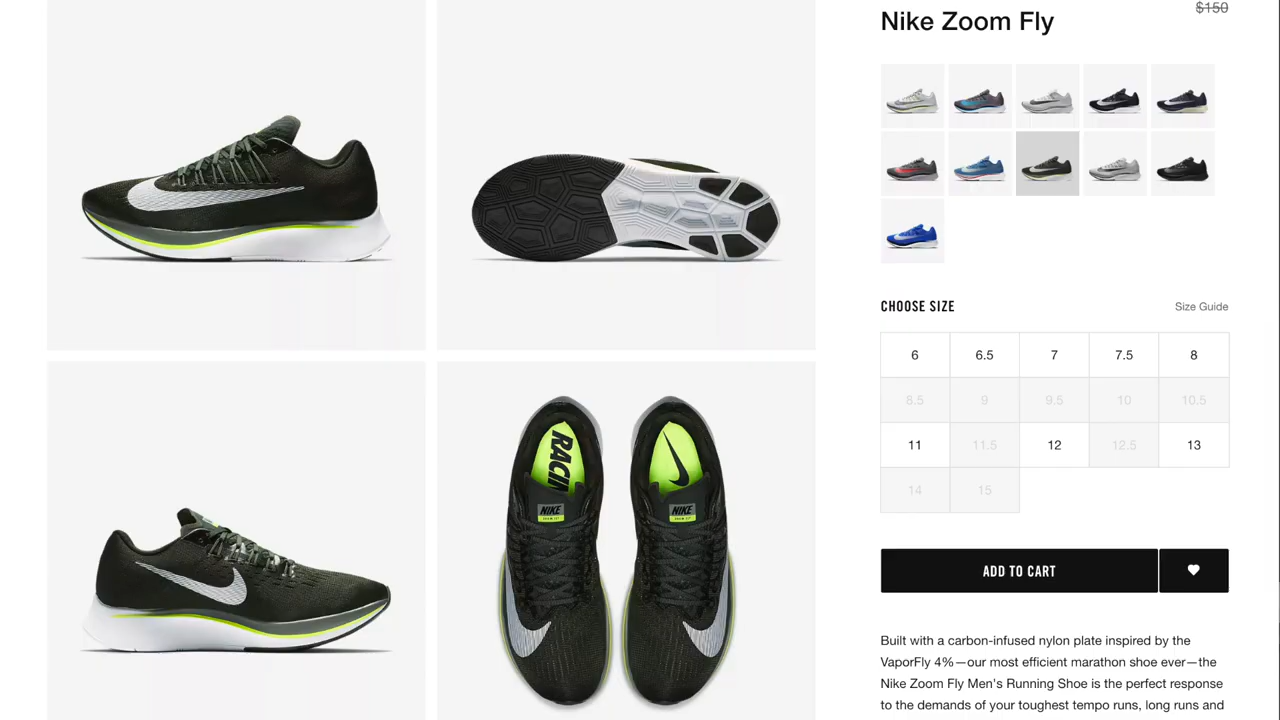 $150
Nike Zoom Fly
CHOOSE SIZE
Size Guide
6 6.5 7 7.5 8
8.5 9 9.5 10 10.5
11 11.5 12 12.5 13
14 15
RACIN
NIKE NIKE
ADD TO CART
Built with a carbon-infused nylon plate inspired by the
VaporFly 4%—our most efficient marathon shoe ever—the
Nike Zoom Fly Men's Running Shoe is the perfect response
to the demands of your toughest tempo runs, long runs and